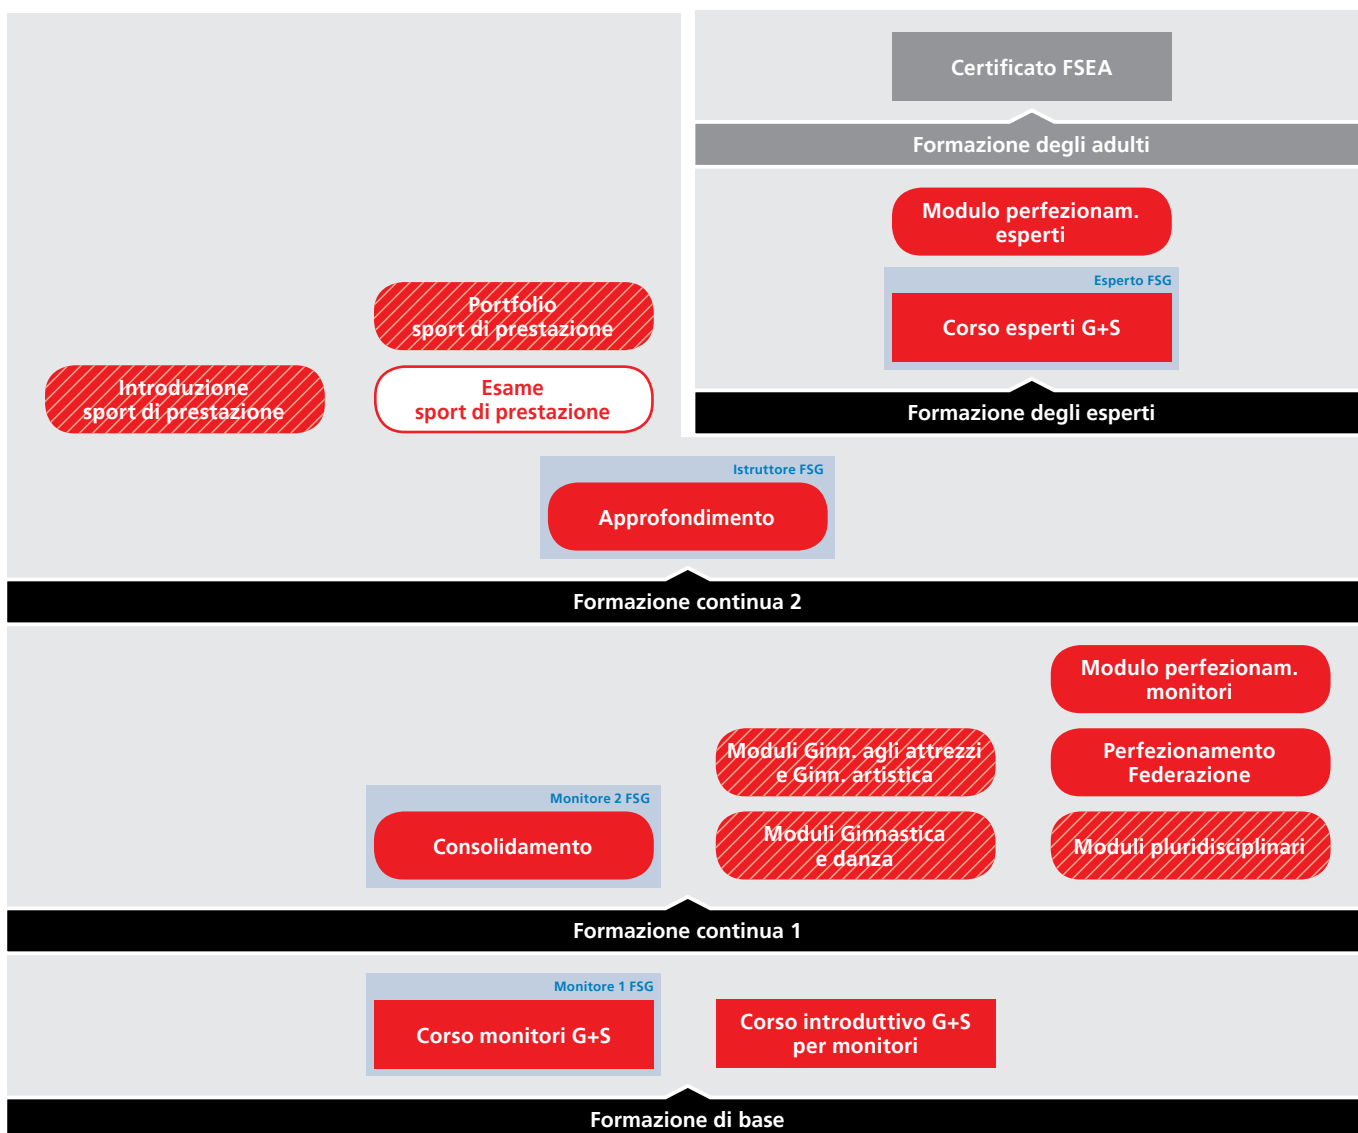 Certificato FSEA
Formazione degli adulti
Modulo perfezionam.
esperti
Esperto FSG
Corso esperti G+S
Formazione degli esperti
Portfolio
sport di prestazione
Introduzione
sport di prestazione
Esame
sport di prestazione
Istruttore FSG
Approfondimento
Formazione continua 2
Modulo perfezionam.
monitori
Moduli Ginn. agli attrezzi
e Ginn. artistica
Perfezionamento
Federazione
Monitore 2 FSG
Consolidamento
Moduli Ginnastica
e danza
Moduli pluridisciplinari
Formazione continua 1
Monitore 1 FSG
Corso monitori G+S
Corso introduttivo G+S
per monitori
Formazione di base